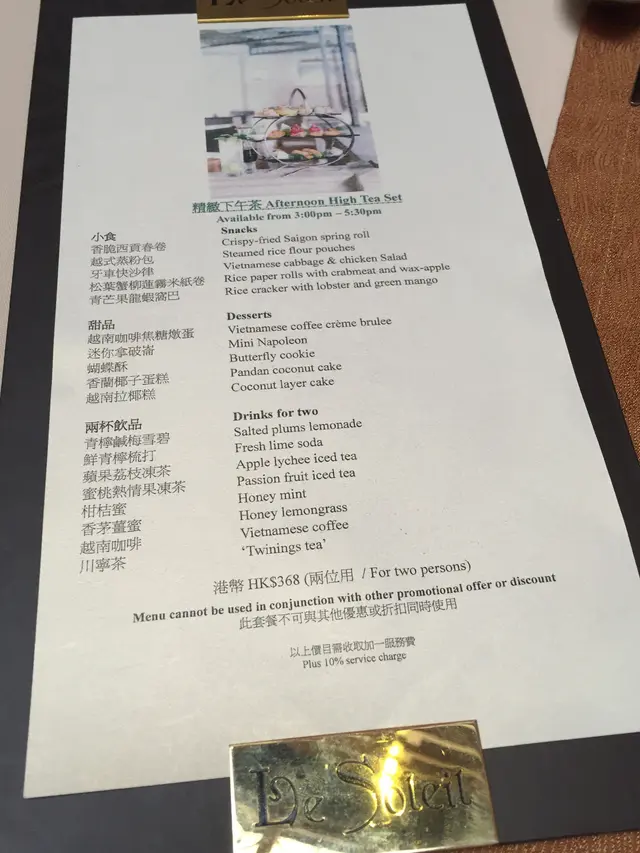 Le Soleil
精緻下午茶 Afternoon High Tea Set
Available from 3:00pm – 5:30pm
小食 Snacks
香脆西貢春卷 Crispy-fried Saigon spring roll
越式蒸粉包 Steamed rice flour pouches
牙車快沙律 Vietnamese cabbage & chicken Salad
松葉蟹柳蓮霧米紙卷 Rice paper rolls with crabmeat and wax-apple
青芒果龍蝦窩巴 Rice cracker with lobster and green mango
甜品 Desserts
越南咖啡焦糖燉蛋 Vietnamese coffee crème brulee
迷你拿破崙 Mini Napoleon
蝴蝶酥 Butterfly cookie
香蘭椰子蛋糕 Pandan coconut cake
越南拉椰糕 Coconut layer cake
兩杯飲品 Drinks for two
青檸鹹梅雪碧 Salted plums lemonade
鮮青檸梳打 Fresh lime soda
蘋果荔枝凍茶 Apple lychee iced tea
蜜桃熱情果凍茶 Passion fruit iced tea
柑桔蜜 Honey mint
香茅薑蜜 Honey lemongrass
越南咖啡 Vietnamese coffee
川寧茶 ‘Twinings tea’
港幣 HK$368 (兩位用 / For two persons)
Menu cannot be used in conjunction with other promotional offer or discount
此套餐不可與其他優惠或折扣同時使用
以上價目需收取加一服務費
Plus 10% service charge
Le Soleil